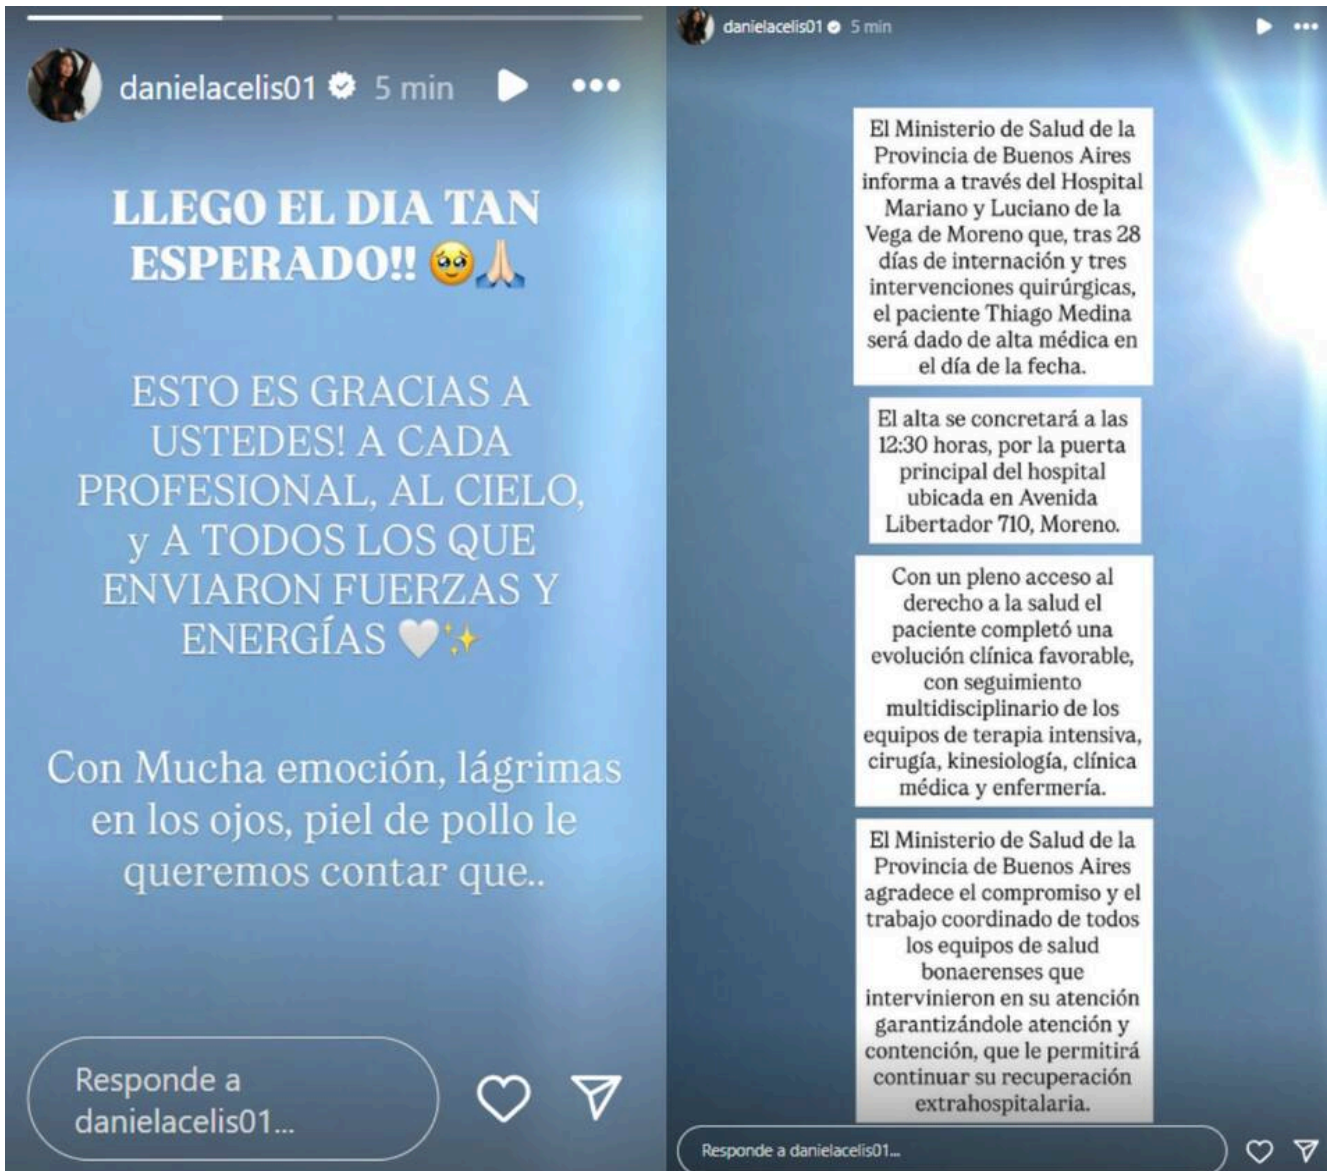 danielacelis01 5 min
LLEGO EL DIA TAN
ESPERADO!! 🥹🙏🏻
ESTO ES GRACIAS A
USTEDES! A CADA
PROFESIONAL, AL CIELO,
y A TODOS LOS QUE
ENVIARON FUERZAS Y
ENERGÍAS 🤍✨
Con Mucha emoción, lágrimas
en los ojos, piel de pollo le
queremos contar que..
Responde a
danielacelis01...
danielacelis01 5 min
El Ministerio de Salud de la
Provincia de Buenos Aires
informa a través del Hospital
Mariano y Luciano de la
Vega de Moreno que, tras 28
días de internación y tres
intervenciones quirúrgicas,
el paciente Thiago Medina
será dado de alta médica en
el día de la fecha.
El alta se concretará a las
12:30 horas, por la puerta
principal del hospital
ubicada en Avenida
Libertador 710, Moreno.
Con un pleno acceso al
derecho a la salud el
paciente completó una
evolución clínica favorable,
con seguimiento
multidisciplinario de los
equipos de terapia intensiva,
cirugía, kinesiología, clínica
médica y enfermería.
El Ministerio de Salud de la
Provincia de Buenos Aires
agradece el compromiso y el
trabajo coordinado de todos
los equipos de salud
bonaerenses que
intervinieron en su atención
garantizándole atención y
contención, que le permitirá
continuar su recuperación
extrahospitalaria.
Responde a danielacelis01...